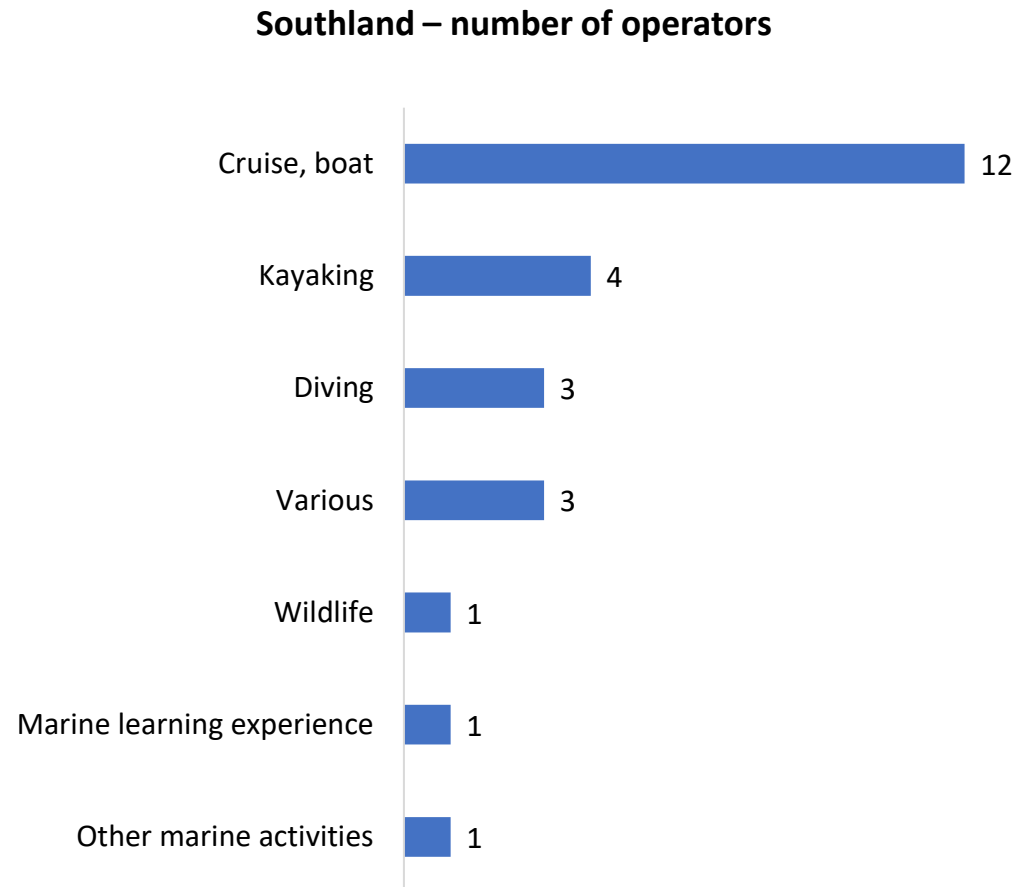 Southland – number of operators
Cruise, boat 12
Kayaking 4
Diving 3
Various 3
Wildlife 1
Marine learning experience 1
Other marine activities 1